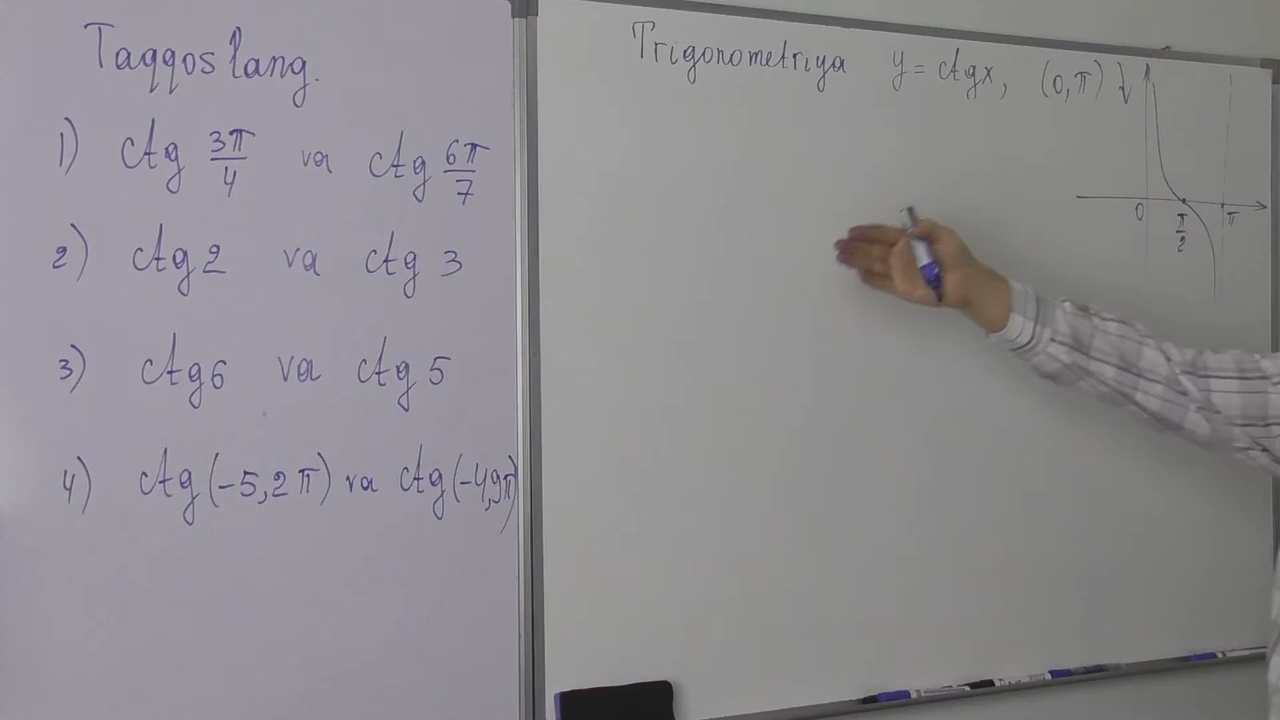 Taqqoslang.
1) ctg 3π/4 va ctg 6π/7
2) ctg 2 va ctg 3
3) ctg 6 va ctg 5
4) ctg (-5,2π) va ctg (-4,9π)
Trigonometriya y = ctgx, (0, π) ↓
0 π/2 π